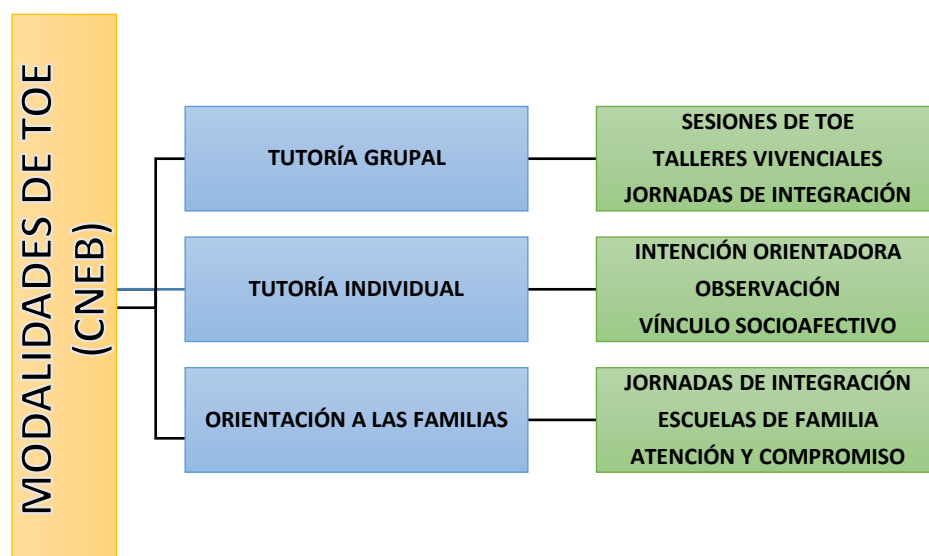 MODALIDADES DE TOE
(CNEB)
TUTORÍA GRUPAL
SESIONES DE TOE
TALLERES VIVENCIALES
JORNADAS DE INTEGRACIÓN
TUTORÍA INDIVIDUAL
INTENCIÓN ORIENTADORA
OBSERVACIÓN
VÍNCULO SOCIOAFECTIVO
ORIENTACIÓN A LAS FAMILIAS
JORNADAS DE INTEGRACIÓN
ESCUELAS DE FAMILIA
ATENCIÓN Y COMPROMISO